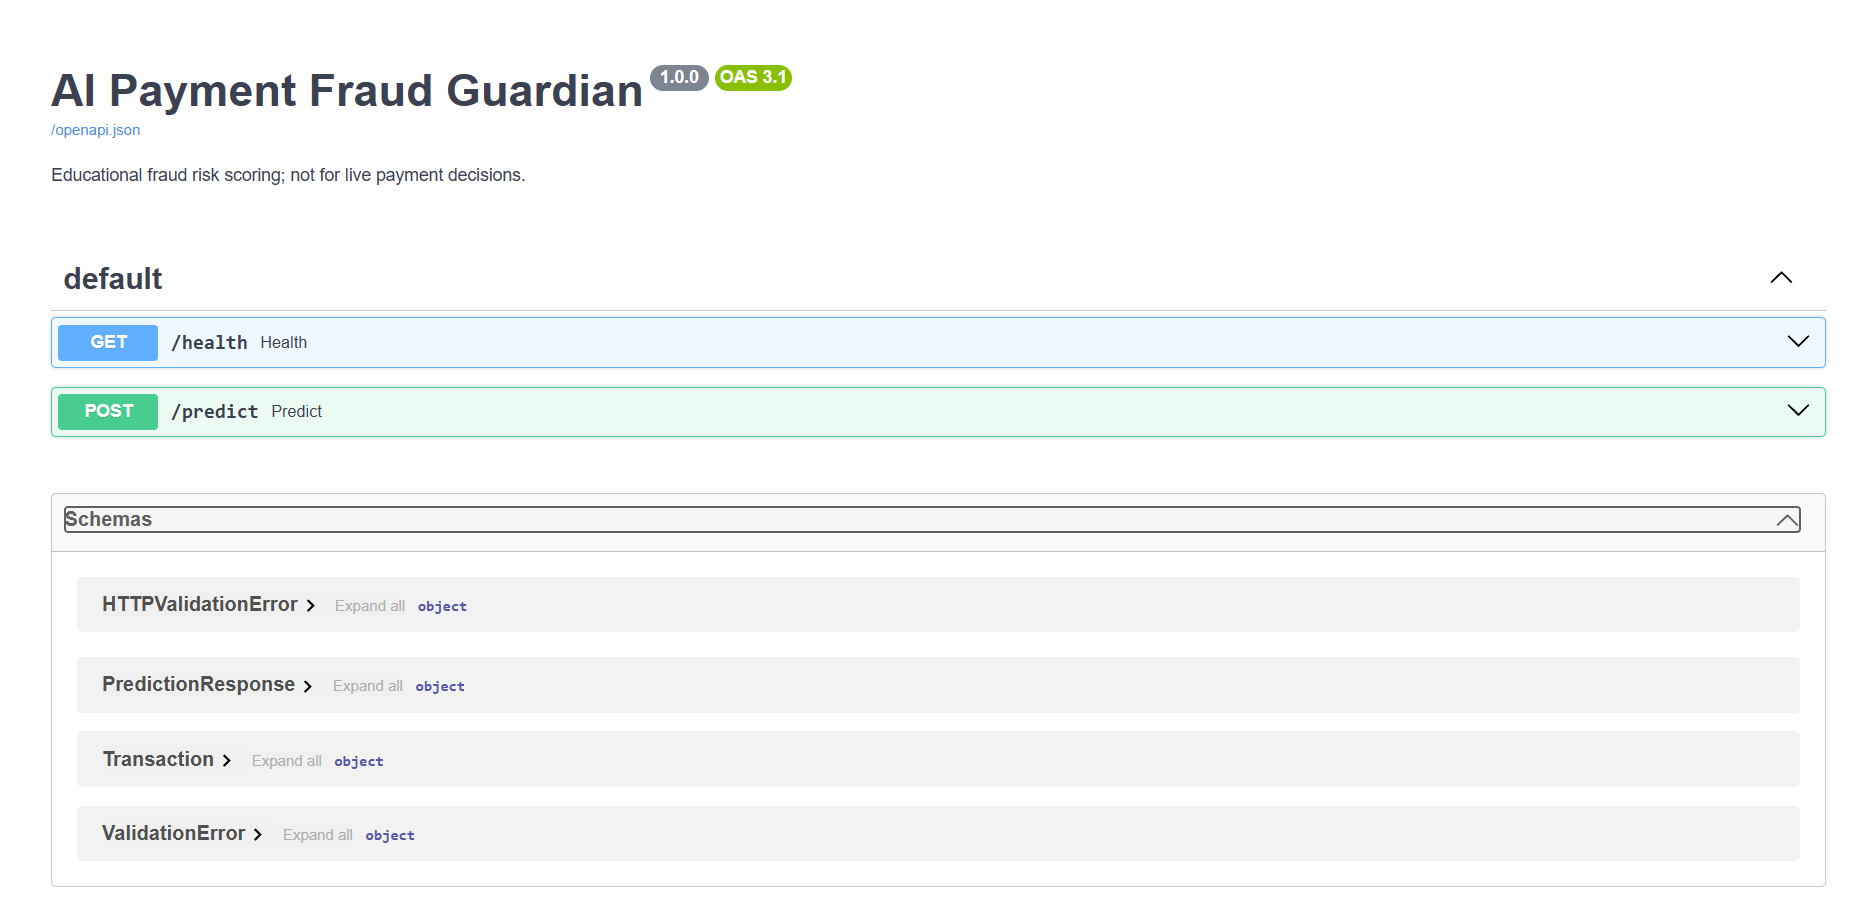 AI Payment Fraud Guardian 1.0.0 OAS 3.1
/openapi.json
Educational fraud risk scoring; not for live payment decisions.
default
GET /health Health
POST /predict Predict
Schemas
HTTPValidationError Expand all object
PredictionResponse Expand all object
Transaction Expand all object
ValidationError Expand all object